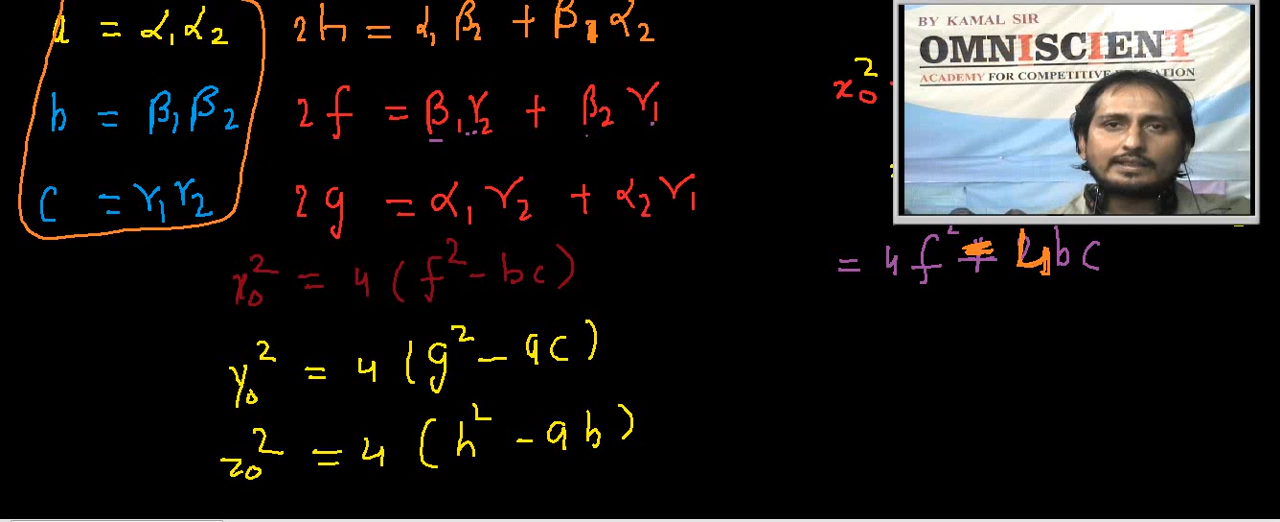 a = α₁α₂
2h = α₁β₂ + β₁α₂
b = β₁β₂
2f = β₁γ₂ + β₂γ₁
c = γ₁γ₂
2g = α₁γ₂ + α₂γ₁
x₀² = 4(f² - bc)
y₀² = 4(g² - ac)
z₀² = 4(h² - ab)
x₀²
= 4f² - 4bc
BY KAMAL SIR
OMNISCIENT
ACADEMY FOR COMPETITIVE